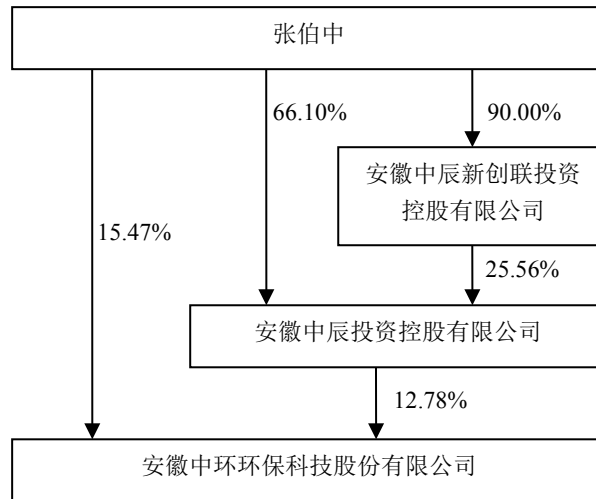 张伯中
66.10%
90.00%
安徽中辰新创联投资
控股有限公司
15.47%
25.56%
安徽中辰投资控股有限公司
12.78%
安徽中环环保科技股份有限公司